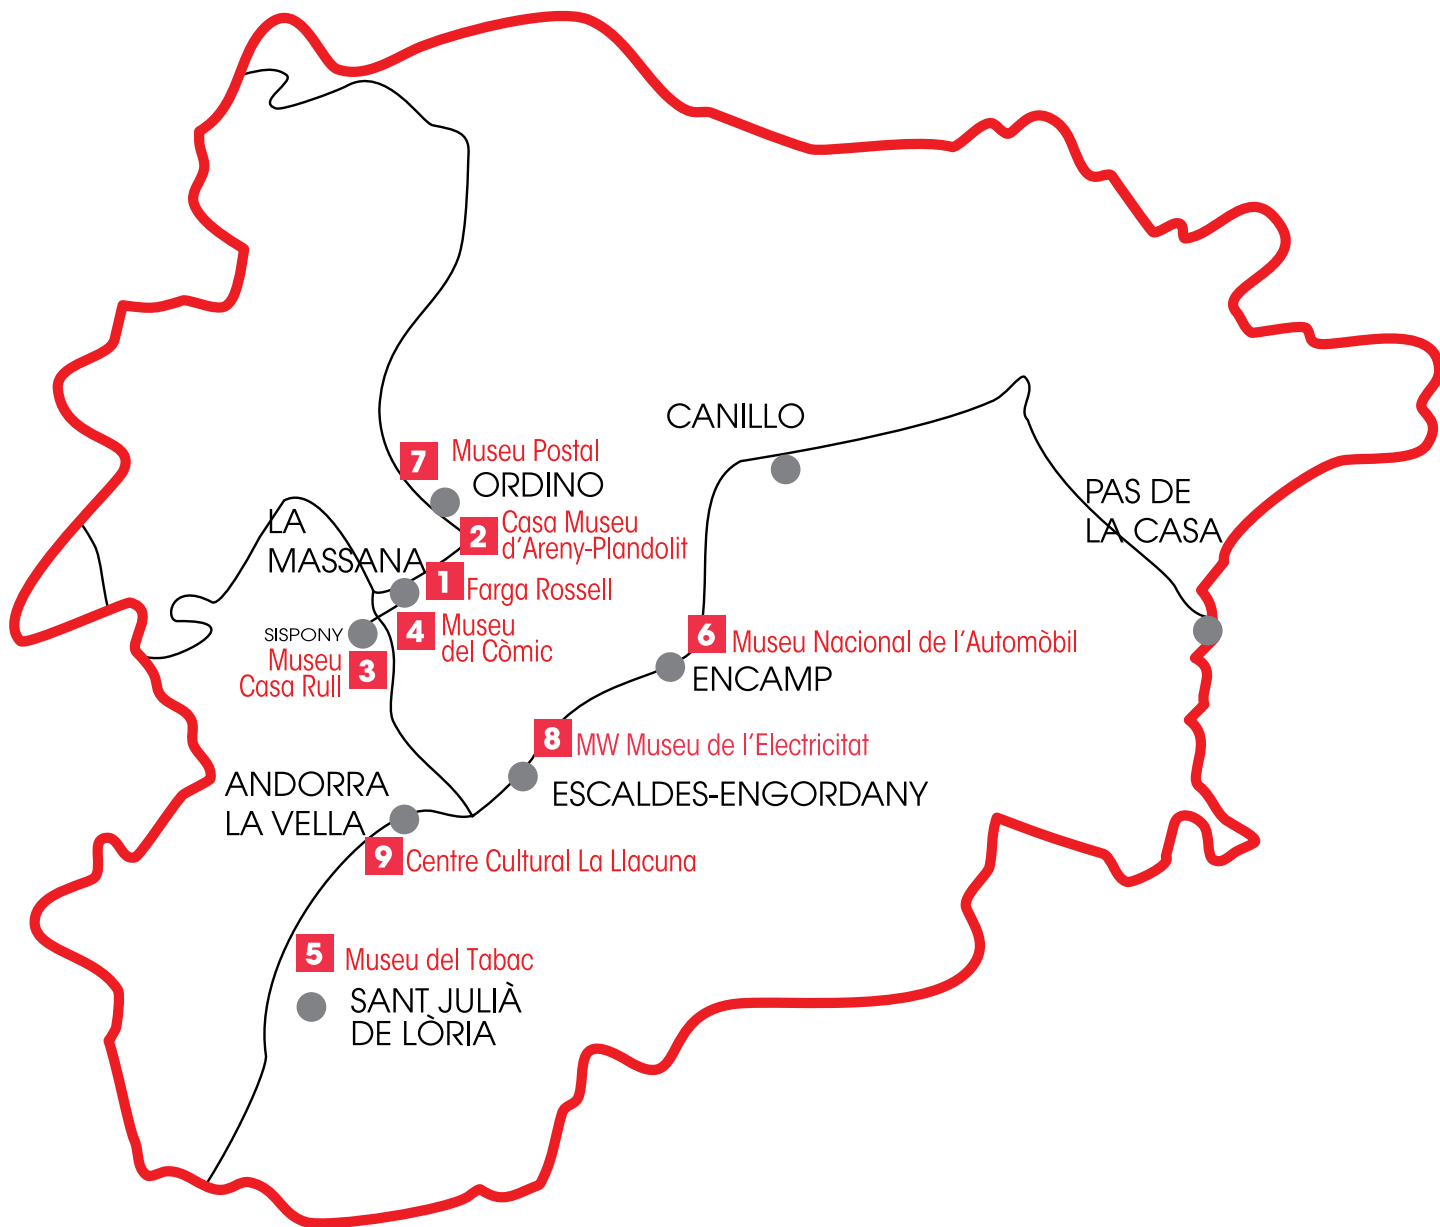 CANILLO
7
Museu Postal
ORDINO
PAS DE
LA CASA
2
Casa Museu
d'Areny-Plandolit
LA
MASSANA
1
Farga Rossell
4
Museu
del Còmic
SISPONY
Museu
Casa Rull
3
6
Museu Nacional de l'Automòbil
ENCAMP
8
MW Museu de l'Electricitat
ESCALDES-ENGORDANY
ANDORRA
LA VELLA
9
Centre Cultural La Llacuna
5
Museu del Tabac
SANT JULIÀ
DE LÒRIA